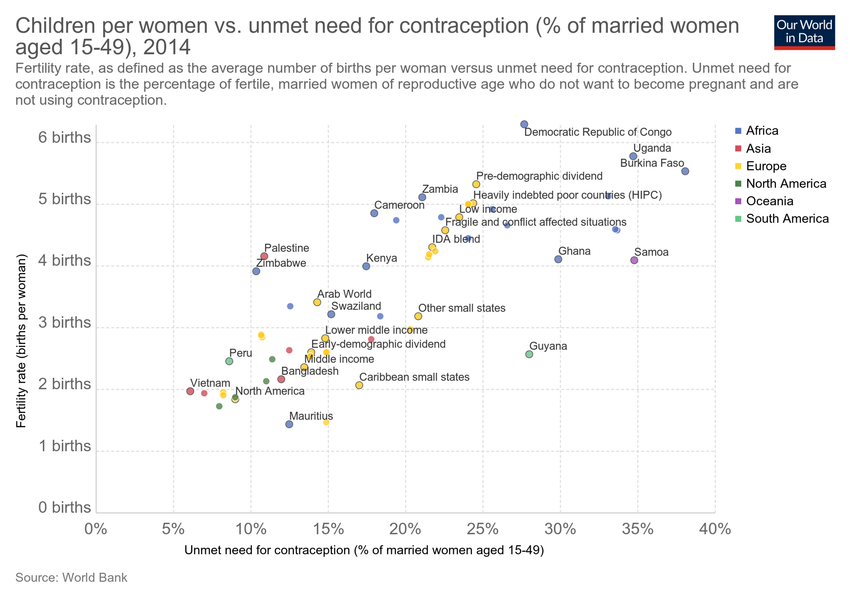 Children per women vs. unmet need for contraception (% of married women
aged 15-49), 2014
Our World
in Data
Fertility rate, as defined as the average number of births per woman versus unmet need for contraception. Unmet need for
contraception is the percentage of fertile, married women of reproductive age who do not want to become pregnant and are
not using contraception.
6 births
5 births
4 births
3 births
2 births
1 births
0 births
Fertility rate (births per woman)
Democratic Republic of Congo
Uganda
Burkina Faso
Pre-demographic dividend
Zambia
Heavily indebted poor countries (HIPC)
Cameroon
Low income
Fragile and conflict affected situations
IDA blend
Palestine
Zimbabwe
Kenya
Ghana
Samoa
Arab World
Swaziland
Other small states
Lower middle income
Early-demographic dividend
Guyana
Peru
Middle income
Bangladesh
Caribbean small states
Vietnam
North America
Mauritius
0%
5%
10%
15%
20%
25%
30%
35%
40%
Unmet need for contraception (% of married women aged 15-49)
Africa
Asia
Europe
North America
Oceania
South America
Source: World Bank